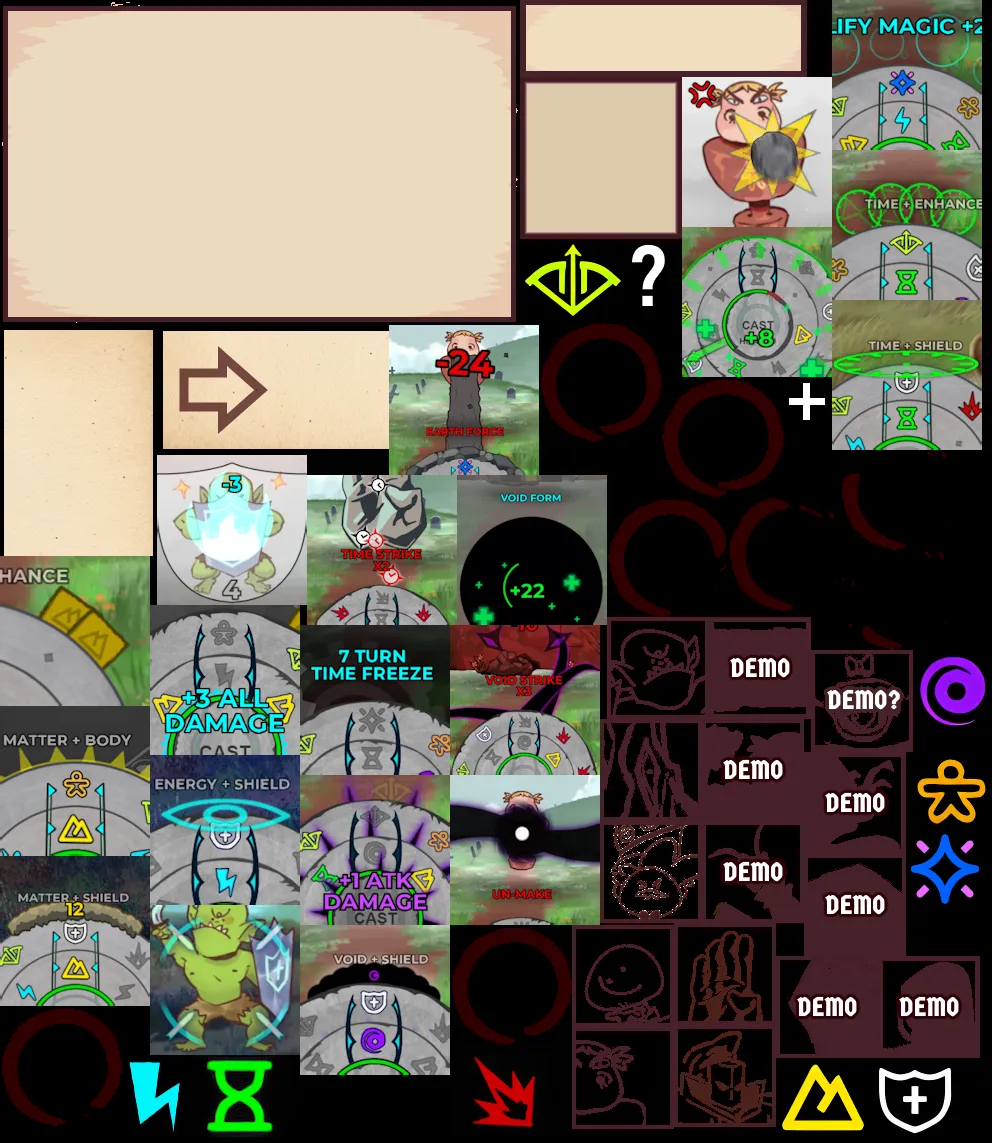 LIFY MAGIC +2
TIME + ENHANCE
?
CAST
+8
TIME + SHIELD
+
-24
EARTH FORCE
-3
4
TIME STRIKE
X2
VOID FORM
+22
HANCE
+3 ALL
DAMAGE
CAST
7 TURN
TIME FREEZE
VOID STRIKE
X3
DEMO
DEMO?
MATTER + BODY
ENERGY + SHIELD
DEMO
DEMO
MATTER + SHIELD
12
+1 ATK
DAMAGE
CAST
UN-MAKE
DEMO
DEMO
VOID + SHIELD
DEMO
DEMO